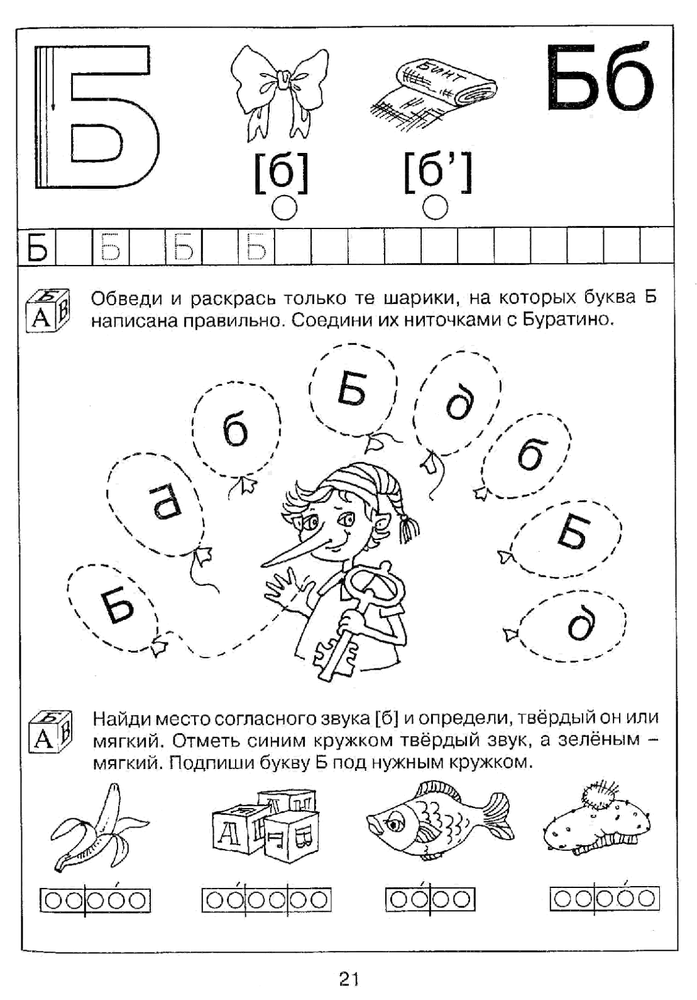 Б
БИНТ
Бб
[б] [б’]
Б Б Б Б
Б А В
Обведи и раскрась только те шарики, на которых буква Б
написана правильно. Соедини их ниточками с Буратино.
Б
б
Б
б
Б
Б А В
Найди место согласного звука [б] и определи, твёрдый он или
мягкий. Отметь синим кружком твёрдый звук, а зелёным –
мягкий. Подпиши букву Б под нужным кружком.
А В
21